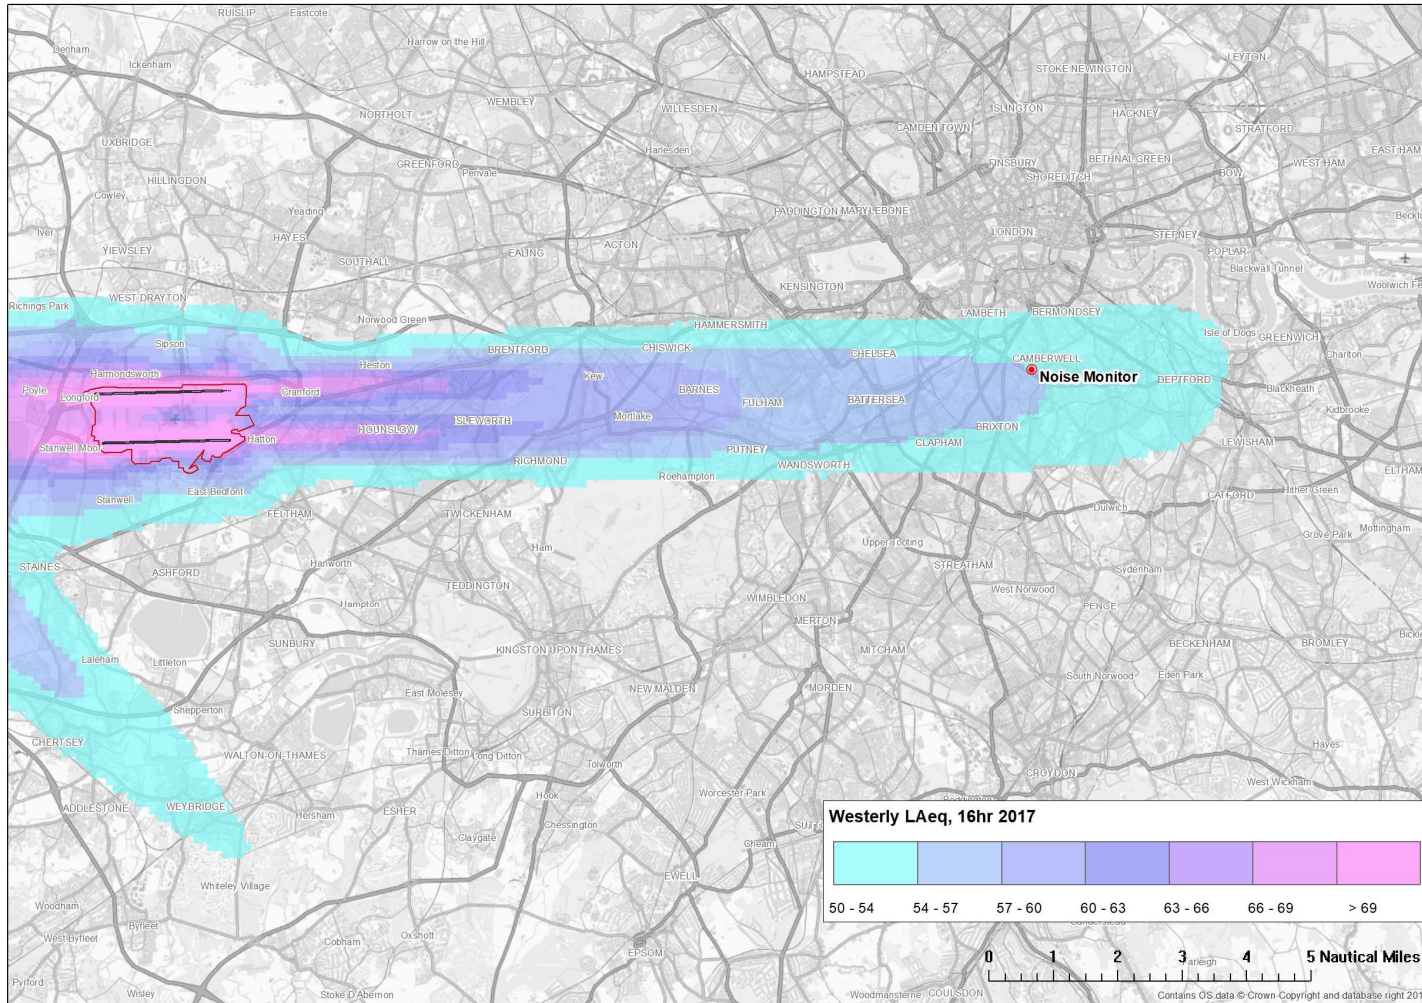 RUISLIP
Eastcote
Harrow on the Hill
Denham
Ickenham
LEYTON
HAMPSTEAD
STOKE NEWINGTON
WEMBLEY
WILLESDEN
ISLINGTON
HACKNEY
NORTHOLT
CAMDEN TOWN
STRATFORD
UXBRIDGE
Harlesden
EAST HAM
GREENFORD
Perivale
FINSBURY
BETHNAL GREEN
WEST HAM
HILLINGDON
SHOREDITCH
BOW
Cowley
Yeading
PADDINGTON
MARYLEBONE
Iver
HAYES
LONDON
STEPNEY
YIEWSLEY
EALING
ACTON
POPLAR
SOUTHALL
Blackwall Tunnel
KENSINGTON
Woolwich Fe
Richings Park
WEST DRAYTON
LAMBETH
BERMONDSEY
Norwood Green
HAMMERSMITH
Isle of Dogs
GREENWICH
Sipson
BRENTFORD
CHISWICK
CHELSEA
CAMBERWELL
Charlton
Heston
Harmondsworth
Kew
Noise Monitor
DEPTFORD
Poyle
Longford
Cranford
BARNES
Blackheath
FULHAM
BATTERSEA
Kidbrooke
ISLEWORTH
Mortlake
HOUNSLOW
BRIXTON
Stanwell Moor
Hatton
CLAPHAM
LEWISHAM
PUTNEY
RICHMOND
WANDSWORTH
ELTHAM
Roehampton
Stanwell
East Bedfont
Hither Green
CATFORD
FELTHAM
TWICKENHAM
Dulwich
Mottingham
Grove Park
Ham
Upper Tooting
STAINES
ASHFORD
Hanworth
STREATHAM
Sydenham
TEDDINGTON
West Norwood
Hampton
WIMBLEDON
PENGE
MERTON
SUNBURY
BECKENHAM
BROMLEY
KINGSTON UPON THAMES
MITCHAM
Laleham
Littleton
South Norwood
Eden Park
East Molesey
NEW MALDEN
MORDEN
Shepperton
SURBITON
CHERTSEY
WALTON-ON-THAMES
Thames Ditton
Long Ditton
Hayes
Tolworth
CROYDON
West Wickham
Worcester Park
ADDLESTONE
WEYBRIDGE
Hersham
ESHER
Hook
Chessington
Claygate
Cheam
EWELL
Whiteley Village
Woodham
Byfleet
West Byfleet
Cobham
Oxshott
EPSOM
Pyrford
Wisley
Stoke D'Abernon
Woodmansterne
COULSDON
Westerly LAeq, 16hr 2017
50 - 54 54 - 57 57 - 60 60 - 63 63 - 66 66 - 69 > 69
0 1 2 3 4 5 Nautical Miles
Contains OS data © Crown Copyright and database right 201